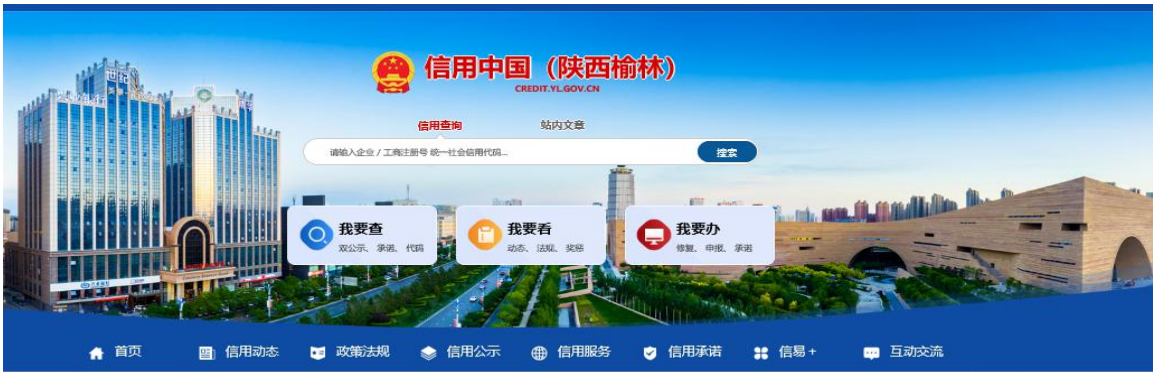 世纪
信用中国（陕西榆林）
CREDIT.YL.GOV.CN
信用查询 站内文章
请输入企业 / 工商注册号 统一社会信用代码...
搜索
我要查
双公示、承诺、代码
我要看
动态、法规、奖惩
我要办
修复、申报、承诺
首页 信用动态 政策法规 信用公示 信用服务 信用承诺 信易+ 互动交流